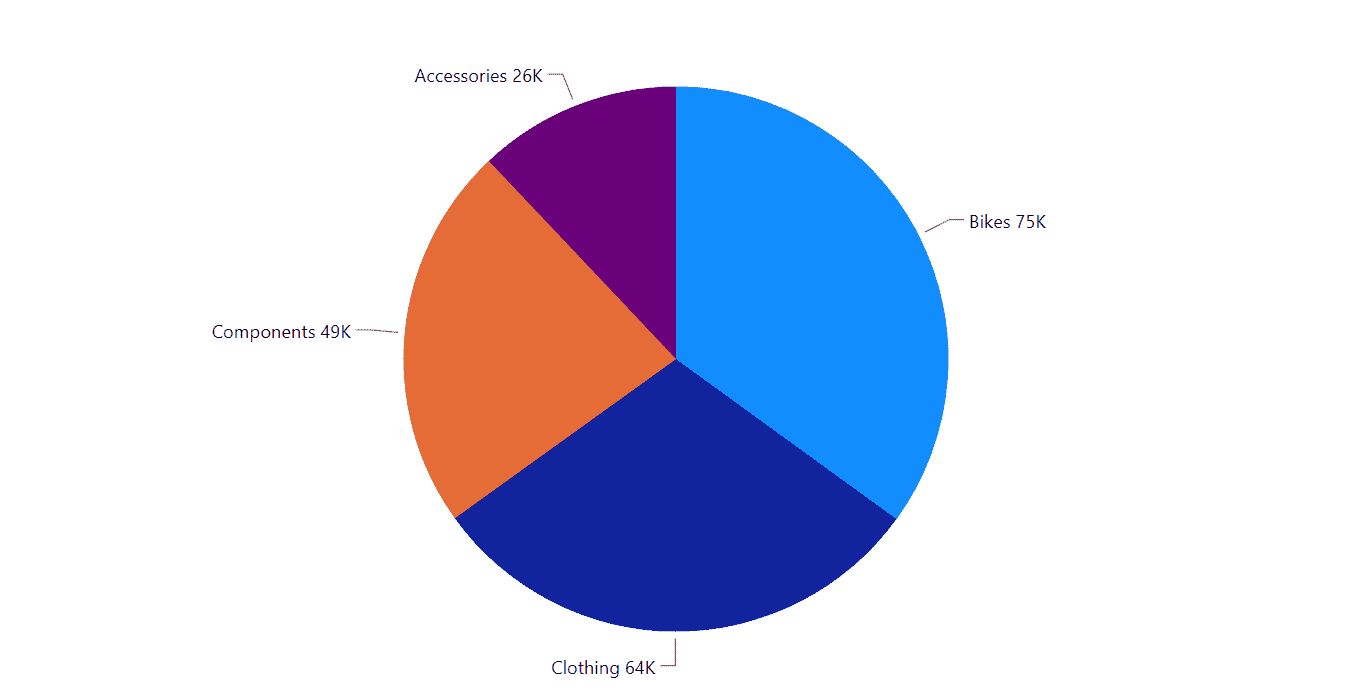 Accessories 26K
Bikes 75K
Components 49K
Clothing 64K